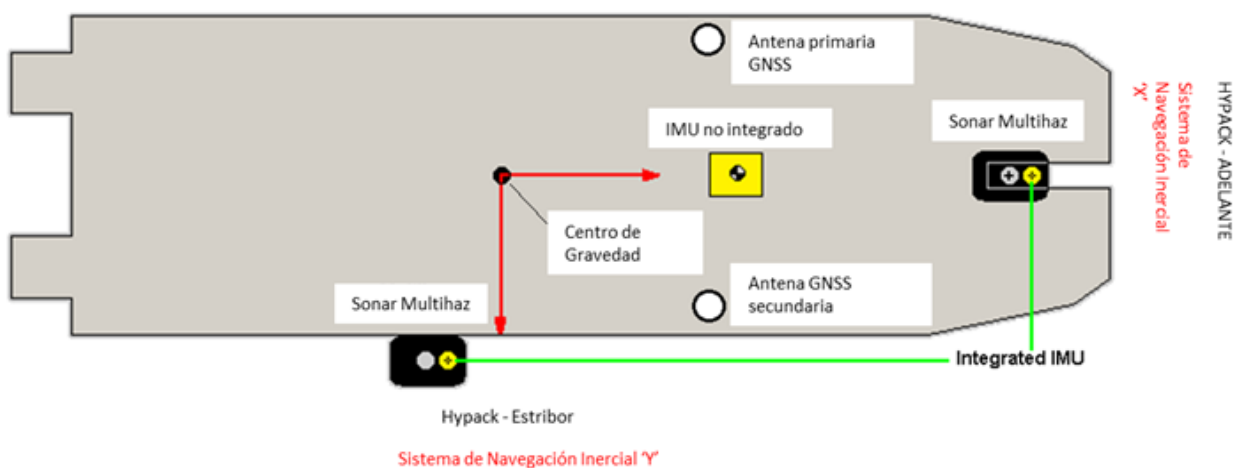 Antena primaria
GNSS
IMU no integrado
Sonar Multihaz
HYPACK - ADELANTE
Sistema de
Navegación Inercial
'X'
Centro de
Gravedad
Antena GNSS
secundaria
Sonar Multihaz
Integrated IMU
Hypack - Estribor
Sistema de Navegación Inercial 'Y'